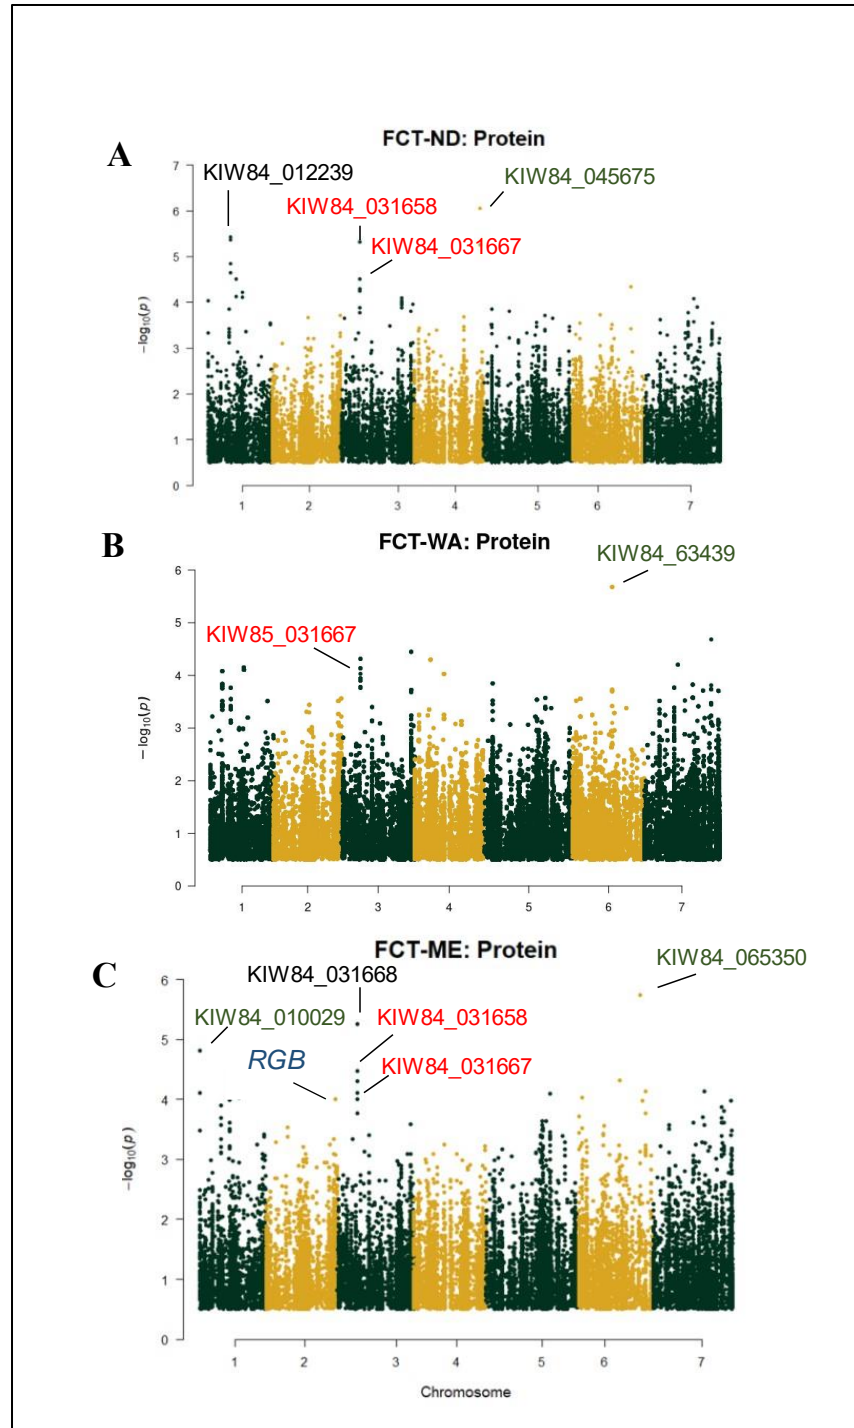 A
FCT-ND: Protein
KIW84_012239
KIW84_045675
KIW84_031658
KIW84_031667
7
6
5
4
3
2
1
0
−log10(p)
1 2 3 4 5 6 7
B
FCT-WA: Protein
KIW84_63439
KIW85_031667
6
5
4
3
2
1
0
−log10(p)
1 2 3 4 5 6 7
C
FCT-ME: Protein
KIW84_031668
KIW84_065350
KIW84_010029
KIW84_031658
RGB
KIW84_031667
6
5
4
3
2
1
0
−log10(p)
1 2 3 4 5 6 7
Chromosome